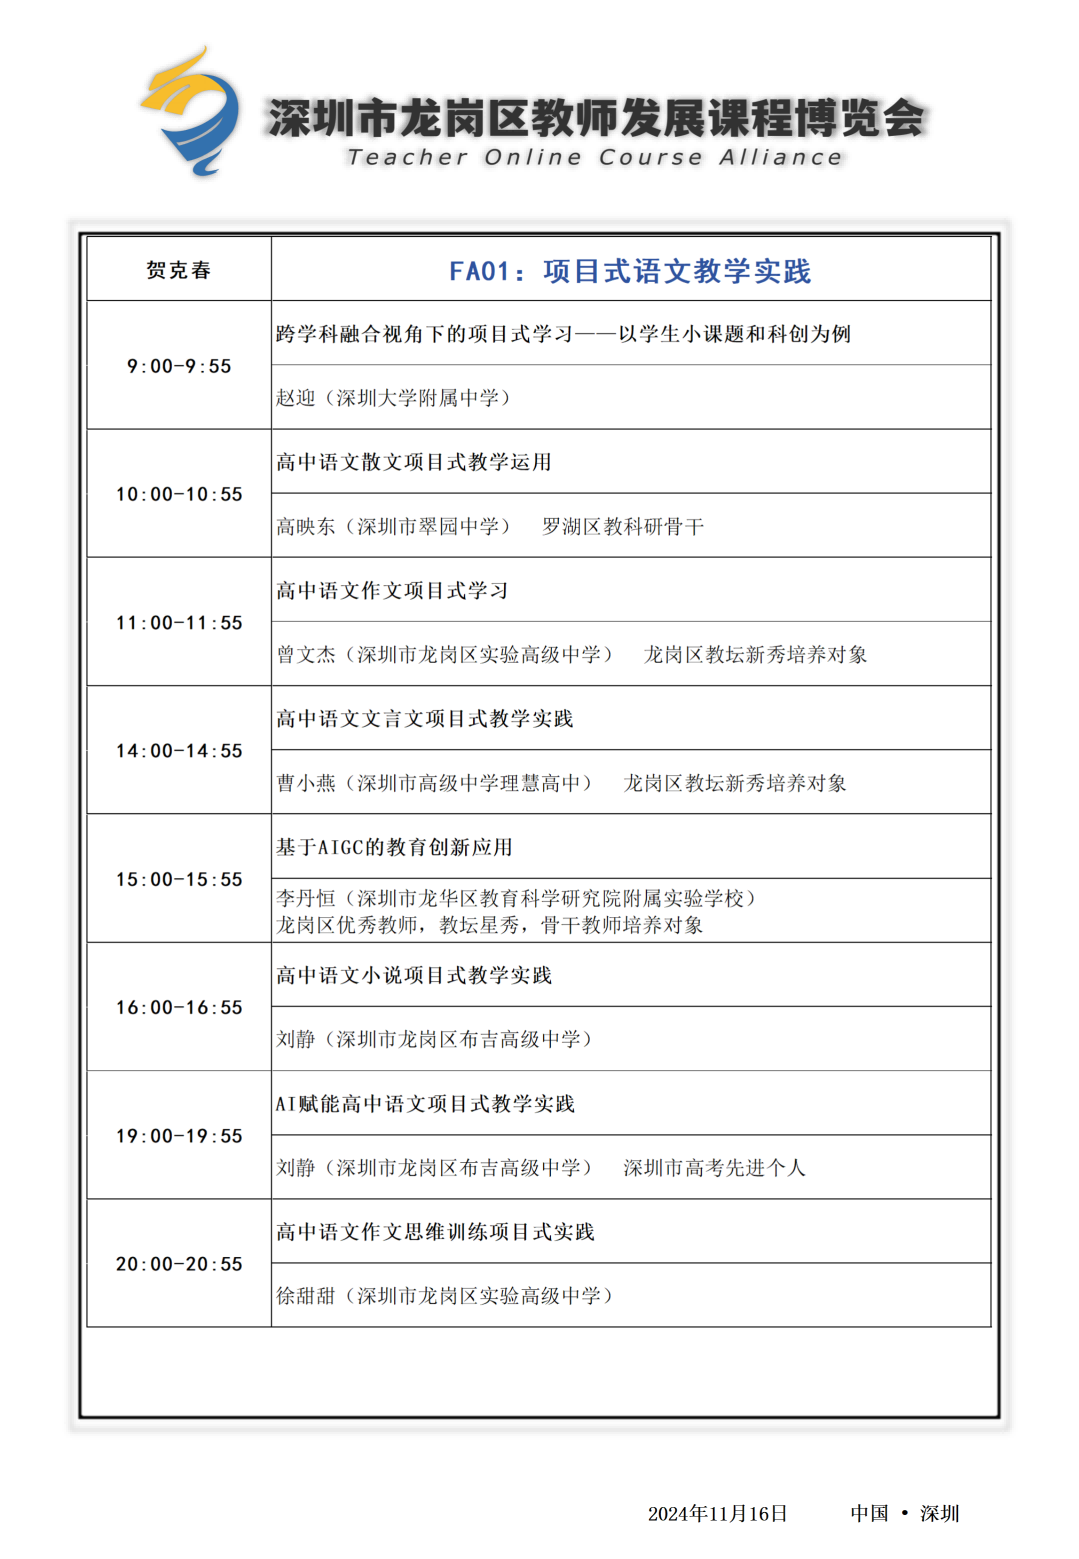 深圳市龙岗区教师发展课程博览会
Teacher Online Course Alliance
贺克春
FA01：项目式语文教学实践
9:00-9:55
跨学科融合视角下的项目式学习——以学生小课题和科创为例
赵迎（深圳大学附属中学）
10:00-10:55
高中语文散文项目式教学运用
高映东（深圳市翠园中学） 罗湖区教科研骨干
11:00-11:55
高中语文作文项目式学习
曾文杰（深圳市龙岗区实验高级中学） 龙岗区教坛新秀培养对象
14:00-14:55
高中语文文言文项目式教学实践
曹小燕（深圳市高级中学理慧高中） 龙岗区教坛新秀培养对象
15:00-15:55
基于AIGC的教育创新应用
李丹恒（深圳市龙华区教育科学研究院附属实验学校）
龙岗区优秀教师，教坛星秀，骨干教师培养对象
16:00-16:55
高中语文小说项目式教学实践
刘静（深圳市龙岗区布吉高级中学）
19:00-19:55
AI赋能高中语文项目式教学实践
刘静（深圳市龙岗区布吉高级中学） 深圳市高考先进个人
20:00-20:55
高中语文作文思维训练项目式实践
徐甜甜（深圳市龙岗区实验高级中学）
2024年11月16日 中国 • 深圳